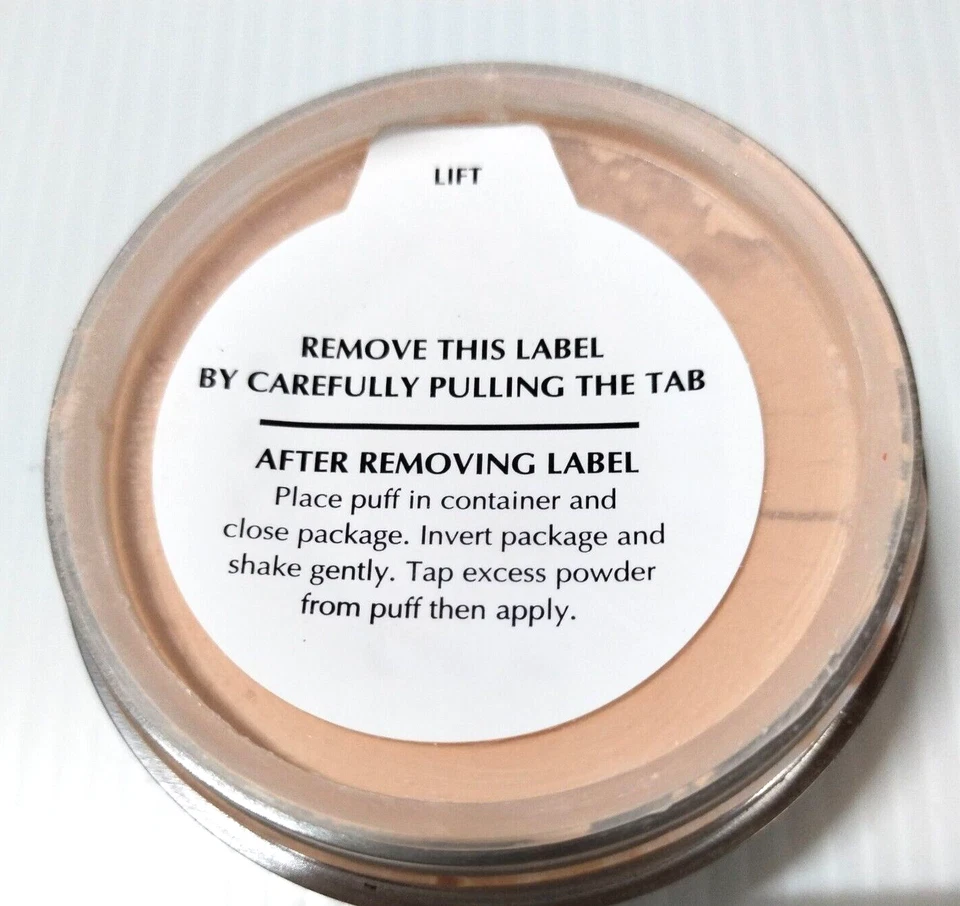 LIFT
REMOVE THIS LABEL
BY CAREFULLY PULLING THE TAB
AFTER REMOVING LABEL
Place puff in container and
close package. Invert package and
shake gently. Tap excess powder
from puff then apply.